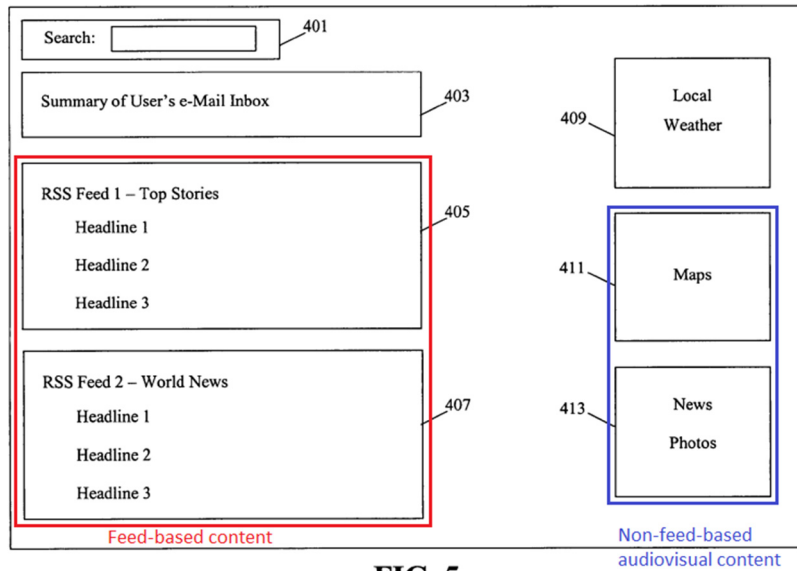 Search:
401
Summary of User's e-Mail Inbox
403
RSS Feed 1 – Top Stories
Headline 1
Headline 2
Headline 3
405
RSS Feed 2 – World News
Headline 1
Headline 2
Headline 3
407
Feed-based content
409
Local
Weather
411
Maps
413
News
Photos
Non-feed-based
audiovisual content
FIG. 5